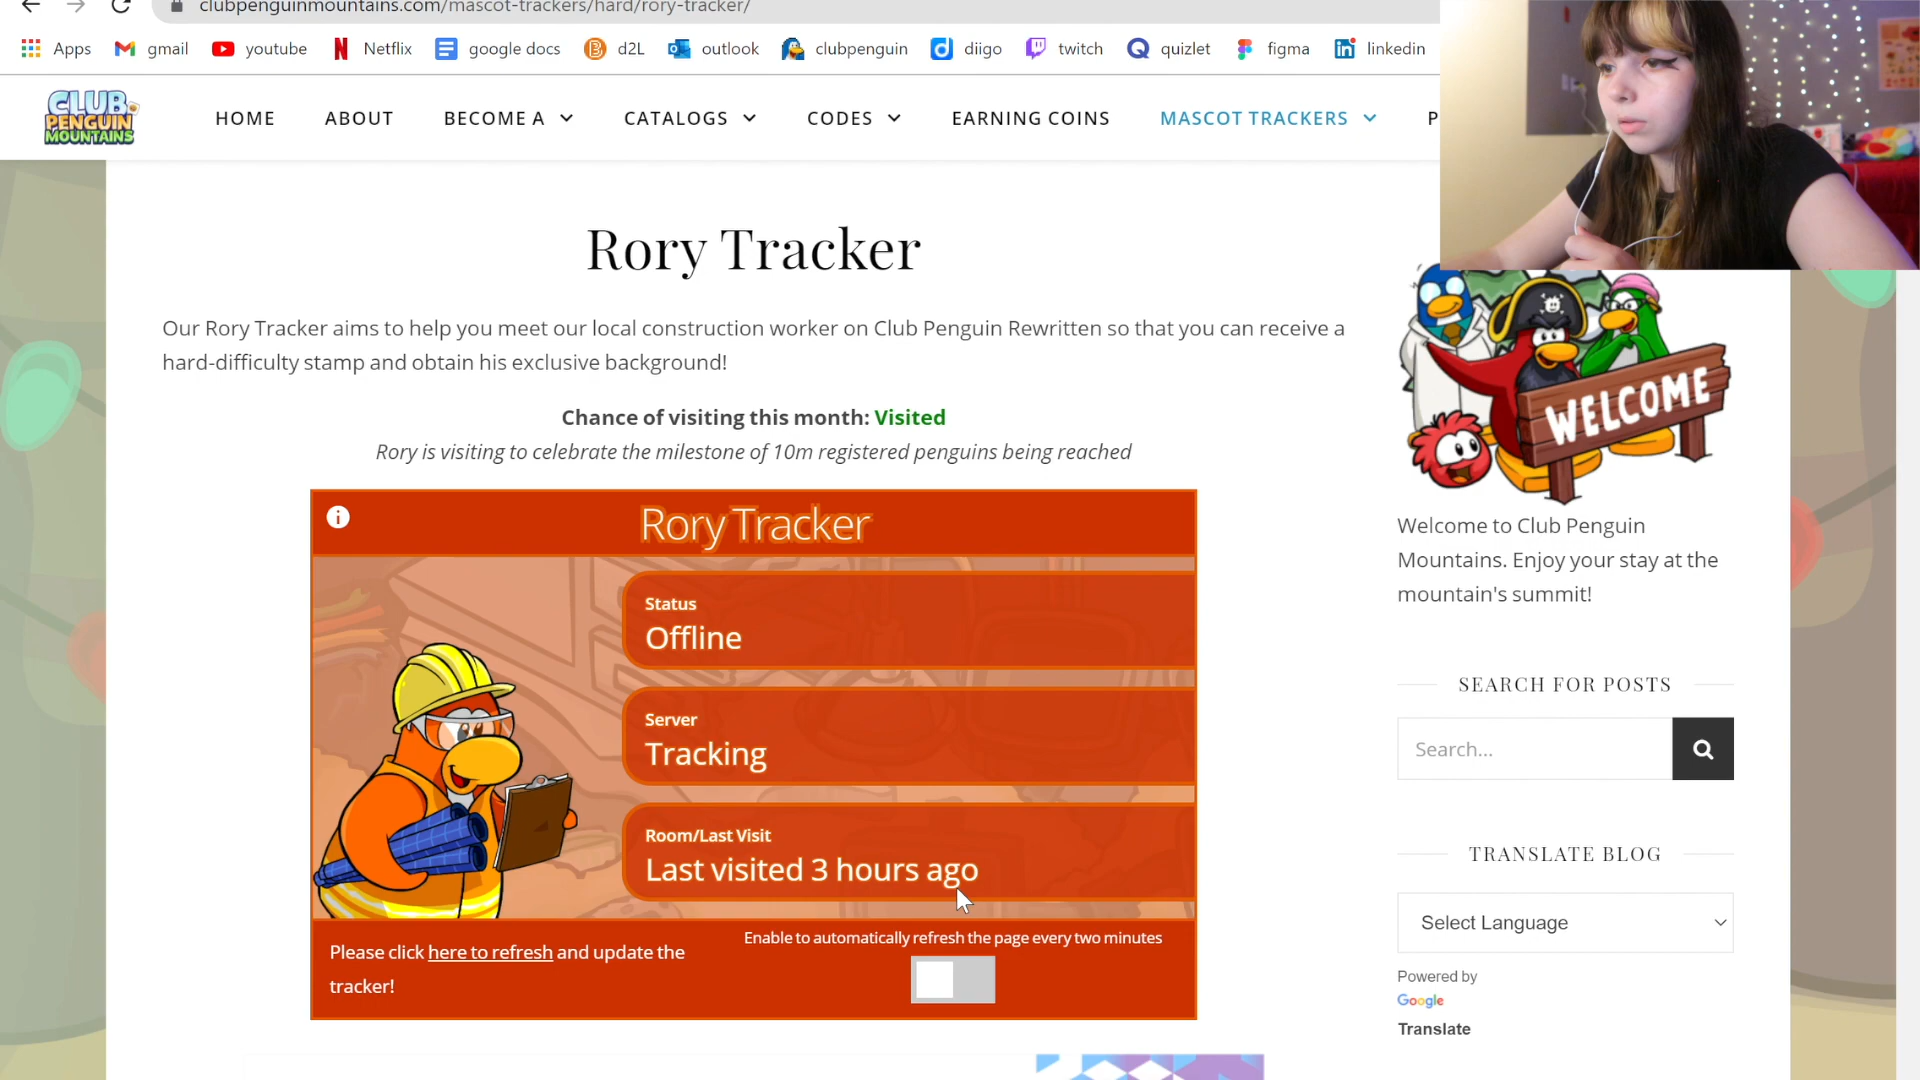 clubpenguinmountains.com/mascot-trackers/hard/rory-tracker/
Apps gmail youtube Netflix google docs d2L outlook clubpenguin diigo twitch quizlet figma linkedin
CLUB PENGUIN MOUNTAINS
HOME ABOUT BECOME A CATALOGS CODES EARNING COINS MASCOT TRACKERS P
Rory Tracker
Our Rory Tracker aims to help you meet our local construction worker on Club Penguin Rewritten so that you can receive a
hard-difficulty stamp and obtain his exclusive background!
Chance of visiting this month: Visited
Rory is visiting to celebrate the milestone of 10m registered penguins being reached
Rory Tracker
Status
Offline
Server
Tracking
Room/Last Visit
Last visited 3 hours ago
Please click here to refresh and update the
tracker!
Enable to automatically refresh the page every two minutes
WELCOME
Welcome to Club Penguin
Mountains. Enjoy your stay at the
mountain's summit!
SEARCH FOR POSTS
Search...
TRANSLATE BLOG
Select Language
Powered by
Google
Translate